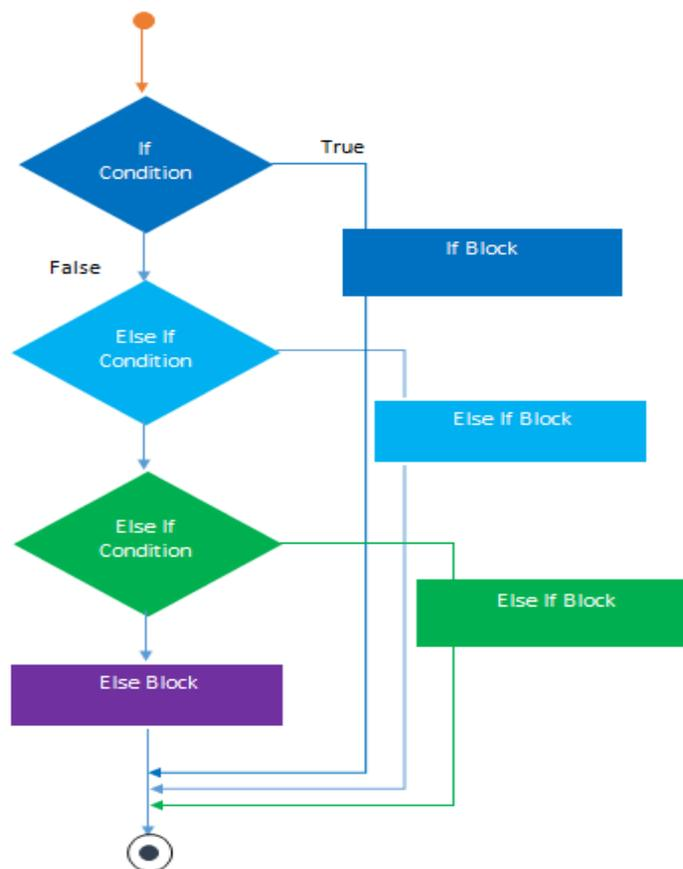 If
Condition
True
If Block
False
Else If
Condition
Else If Block
Else If
Condition
Else If Block
Else Block